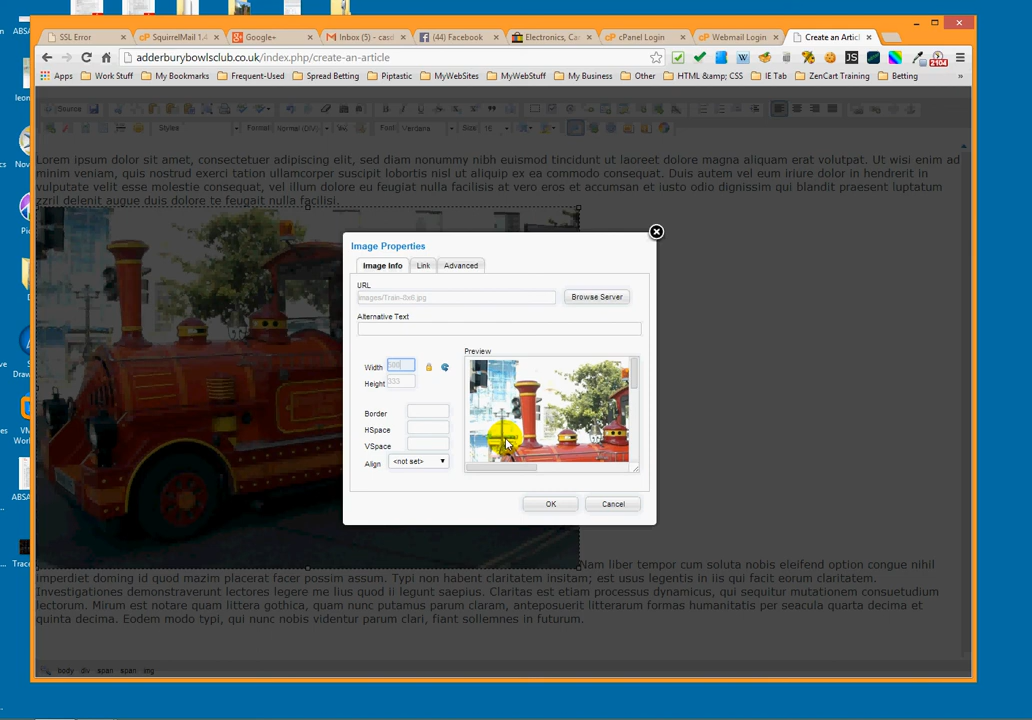 SSL Error
SquirrelMail 1.4
Google+
Inbox (5) - casd
(44) Facebook
Electronics, Ca
cPanel Login
Webmail Login
Create an Articl
adderburybowlsclub.co.uk/index.php/create-an-article
2104
Apps
Work Stuff
My Bookmarks
Frequent-Used
Spread Betting
Piptastic
MyWebSites
MyWebStuff
My Business
Other
HTML &amp; CSS
IE Tab
ZenCart Training
Betting
»
Source
Styles
Format
Normal (DIV)
Font
Verdana
Size
16
Lorem ipsum dolor sit amet, consectetuer adipiscing elit, sed diam nonummy nibh euismod tincidunt ut laoreet dolore magna aliquam erat volutpat. Ut wisi enim ad
minim veniam, quis nostrud exerci tation ullamcorper suscipit lobortis nisl ut aliquip ex ea commodo consequat. Duis autem vel eum iriure dolor in hendrerit in
vulputate velit esse molestie consequat, vel illum dolore eu feugiat nulla facilisis at vero eros et accumsan et iusto odio dignissim qui blandit praesent luptatum
zzril delenit augue duis dolore te feugait nulla facilisi.
Image Properties
Image Info
Link
Advanced
URL
images/Train-8x6.jpg
Browse Server
Alternative Text
Width
500
Height
333
Preview
Border
HSpace
VSpace
Align
<not set>
OK
Cancel
Nam liber tempor cum soluta nobis eleifend option congue nihil
imperdiet doming id quod mazim placerat facer possim assum. Typi non habent claritatem insitam; est usus legentis in iis qui facit eorum claritatem.
Investigationes demonstraverunt lectores legere me lius quod ii legunt saepius. Claritas est etiam processus dynamicus, qui sequitur mutationem consuetudium
lectorum. Mirum est notare quam littera gothica, quam nunc putamus parum claram, anteposuerit litterarum formas humanitatis per seacula quarta decima et
quinta decima. Eodem modo typi, qui nunc nobis videntur parum clari, fiant sollemnes in futurum.
body
div
span
span
img